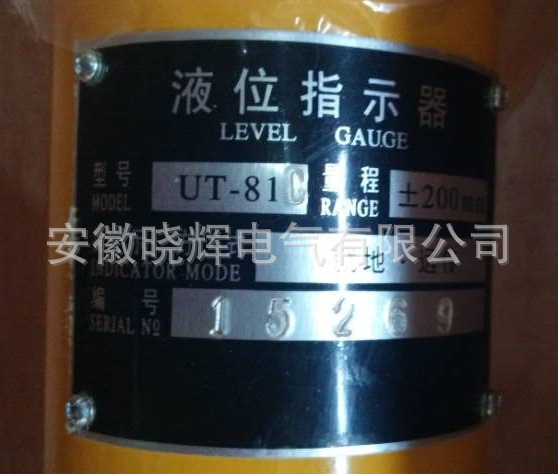 液位指示器
LEVEL GAUGE
型号 UT-81C 量程 ±200mm
MODEL RANGE
安徽晓辉电气有限公司
INDICATOR MODE
编号 15269
SERIAL Nº